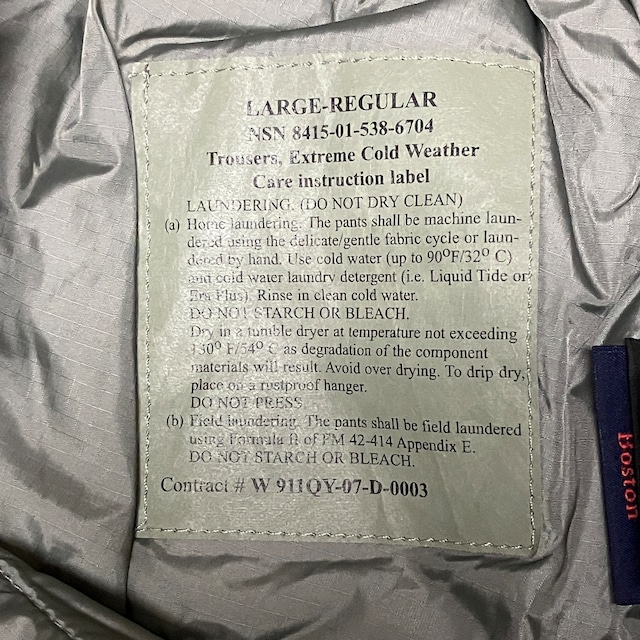 LARGE-REGULAR
NSN 8415-01-538-6704
Trousers, Extreme Cold Weather
Care instruction label
LAUNDERING. (DO NOT DRY CLEAN)
(a) Home laundering. The pants shall be machine laun-
dered using the delicate/gentle fabric cycle or laun-
dered by hand. Use cold water (up to 90ºF/32º C)
and cold water laundry detergent (i.e. Liquid Tide or
Era Plus). Rinse in clean cold water.
DO NOT STARCH OR BLEACH.
Dry in a tumble dryer at temperature not exceeding
130º F/54º C as degradation of the component
materials will result. Avoid over drying. To drip dry,
place on a rustproof hanger.
DO NOT PRESS.
(b) Field laundering. The pants shall be field laundered
using Formula II of FM 42-414 Appendix E.
DO NOT STARCH OR BLEACH.
Contract # W 911QY-07-D-0003
Boston